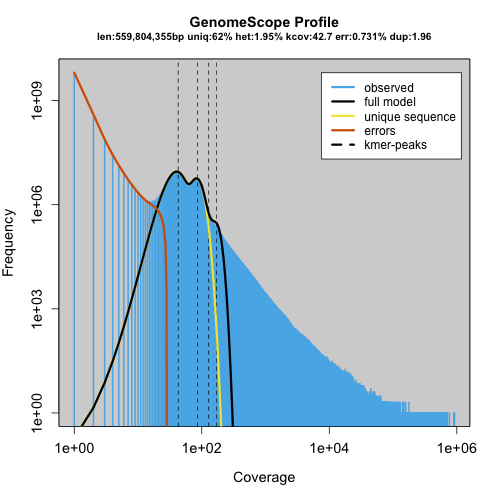 GenomeScope Profile
len:559,804,355bp uniq:62% het:1.95% kcov:42.7 err:0.731% dup:1.96
observed
full model
unique sequence
errors
kmer-peaks
Frequency
1e+09
1e+06
1e+03
1e+00
1e+00 1e+02 1e+04 1e+06
Coverage